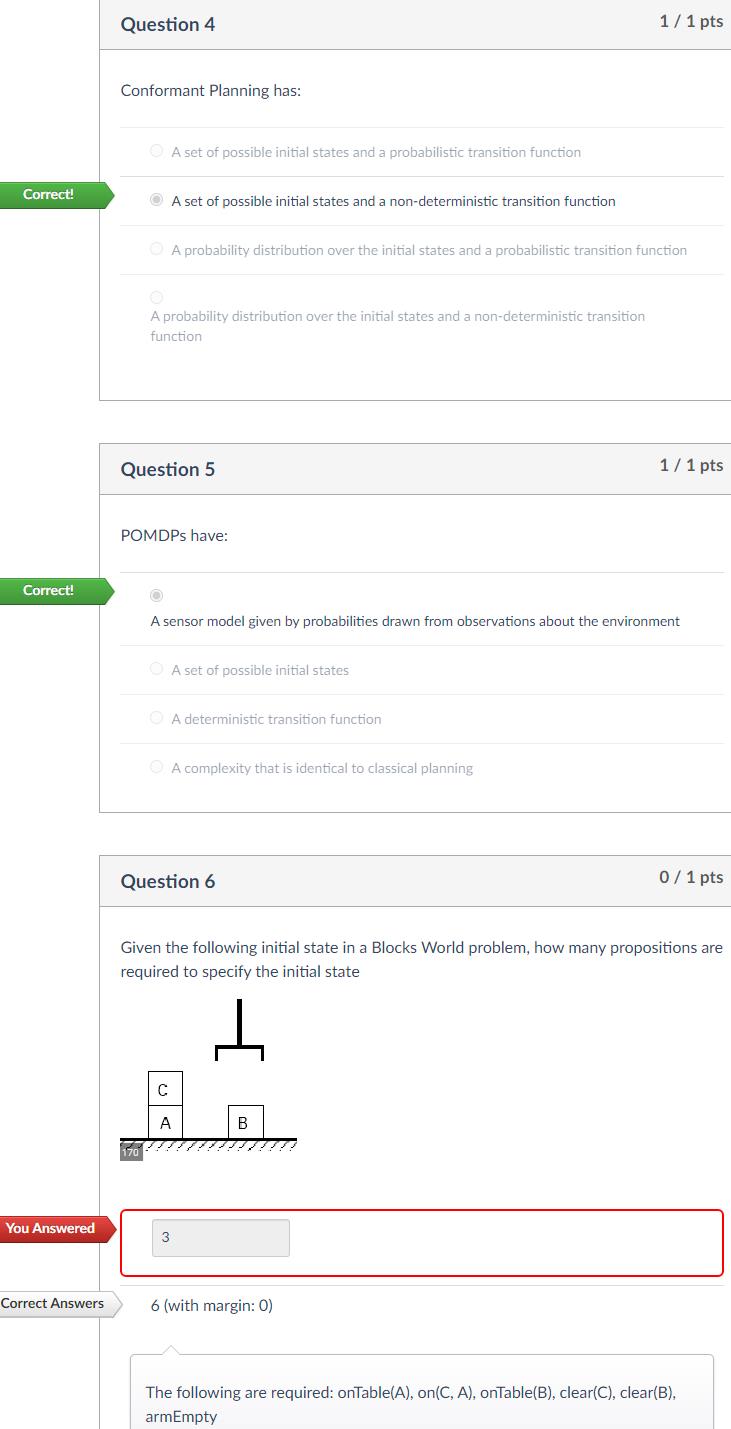 Question 4
1 / 1 pts
Conformant Planning has:
A set of possible initial states and a probabilistic transition function
Correct!
A set of possible initial states and a non-deterministic transition function
A probability distribution over the initial states and a probabilistic transition function
A probability distribution over the initial states and a non-deterministic transition
function
Question 5
1 / 1 pts
POMDPs have:
Correct!
A sensor model given by probabilities drawn from observations about the environment
A set of possible initial states
A deterministic transition function
A complexity that is identical to classical planning
Question 6
0 / 1 pts
Given the following initial state in a Blocks World problem, how many propositions are
required to specify the initial state
C
A
B
170
You Answered
3
Correct Answers
6 (with margin: 0)
The following are required: onTable(A), on(C, A), onTable(B), clear(C), clear(B),
armEmpty